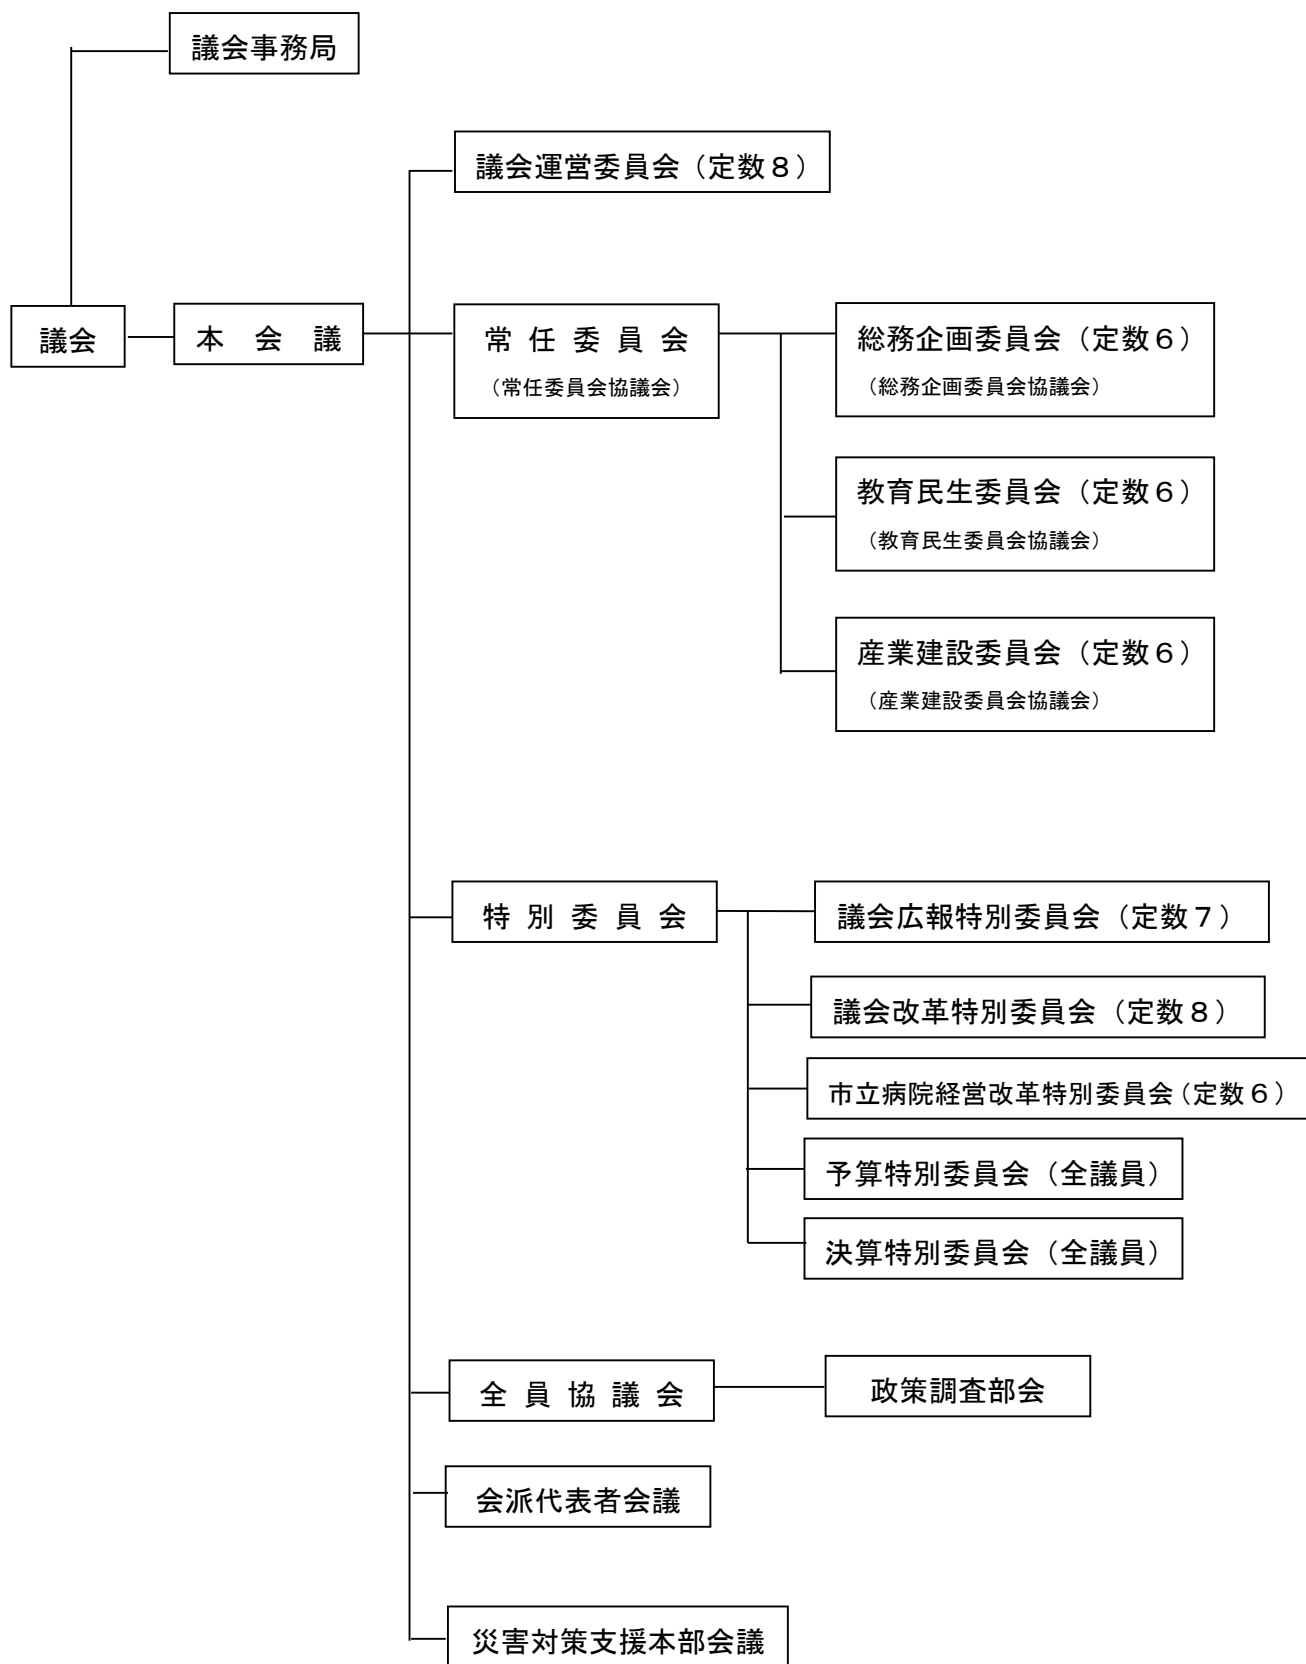 議会事務局
議会運営委員会（定数８）
議会
本　会　議
常 任 委 員 会
（常任委員会協議会）
総務企画委員会（定数６）
（総務企画委員会協議会）
教育民生委員会（定数６）
（教育民生委員会協議会）
産業建設委員会（定数６）
（産業建設委員会協議会）
特 別 委 員 会
議会広報特別委員会（定数７）
議会改革特別委員会（定数８）
市立病院経営改革特別委員会（定数６）
予算特別委員会（全議員）
決算特別委員会（全議員）
全 員 協 議 会
政策調査部会
会派代表者会議
災害対策支援本部会議